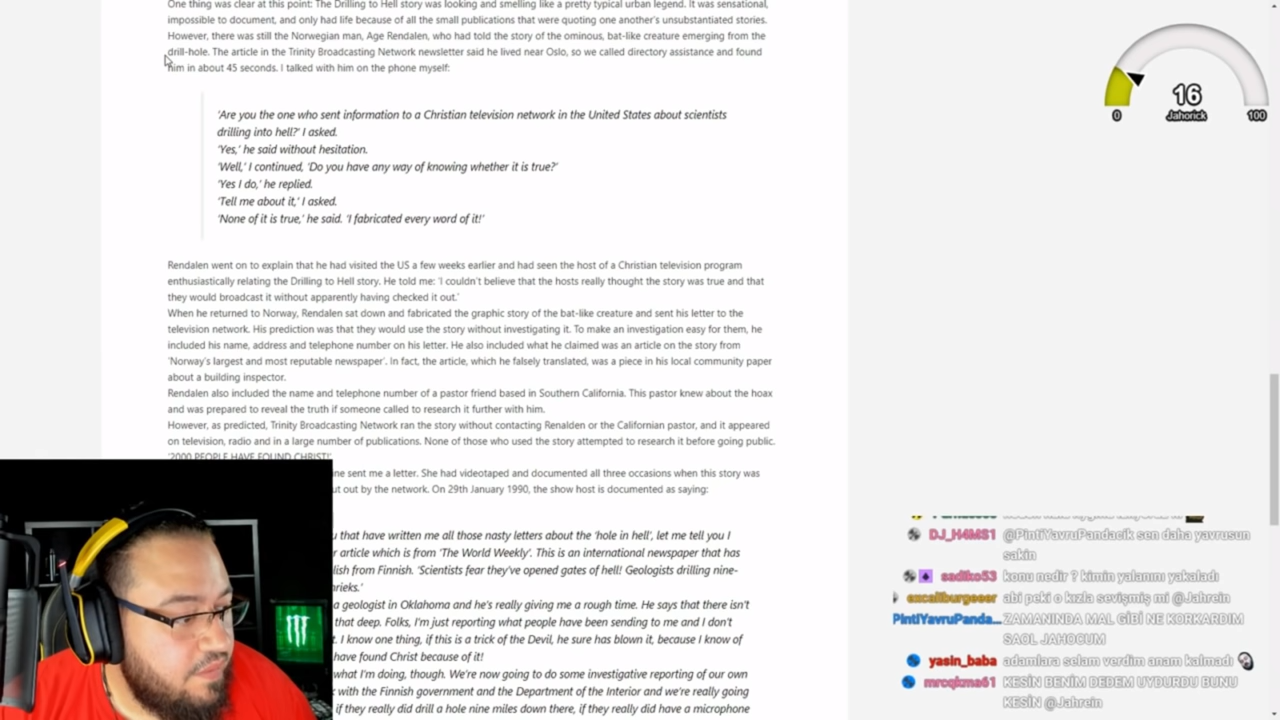 One thing was clear at this point: The Drilling to Hell story was looking and smelling like a pretty typical urban legend. It was sensational,
impossible to document, and only had life because of all the small publications that were quoting one another's unsubstantiated stories.
However, there was still the Norwegian man, Age Rendalen, who had told the story of the ominous, bat-like creature emerging from the
drill-hole. The article in the Trinity Broadcasting Network newsletter said he lived near Oslo, so we called directory assistance and found
him in about 45 seconds. I talked with him on the phone myself:
'Are you the one who sent information to a Christian television network in the United States about scientists
drilling into hell?' I asked.
'Yes,' he said without hesitation.
'Well,' I continued, 'Do you have any way of knowing whether it is true?'
'Yes I do,' he replied.
'Tell me about it,' I asked.
'None of it is true,' he said. 'I fabricated every word of it!'
Rendalen went on to explain that he had visited the US a few weeks earlier and had seen the host of a Christian television program
enthusiastically relating the Drilling to Hell story. He told me: 'I couldn't believe that the hosts really thought the story was true and that
they would broadcast it without apparently having checked it out.'
When he returned to Norway, Rendalen sat down and fabricated the graphic story of the bat-like creature and sent his letter to the
television network. His prediction was that they would use the story without investigating it. To make an investigation easy for them, he
included his name, address and telephone number on his letter. He also included what he claimed was an article on the story from
'Norway's largest and most reputable newspaper'. In fact, the article, which he falsely translated, was a piece in his local community paper
about a building inspector.
Rendalen also included the name and telephone number of a pastor friend based in Southern California. This pastor knew about the hoax
and was prepared to reveal the truth if someone called to research it further with him.
However, as predicted, Trinity Broadcasting Network ran the story without contacting Renalden or the Californian pastor, and it appeared
on television, radio and in a large number of publications. None of those who used the story attempted to research it before going public.
'2000 PEOPLE HAVE FOUND CHRIST!'
ine sent me a letter. She had videotaped and documented all three occasions when this story was
ut out by the network. On 29th January 1990, the show host is documented as saying:
u that have written me all those nasty letters about the 'hole in hell', let me tell you I
r article which is from 'The World Weekly'. This is an international newspaper that has
lish from Finnish. 'Scientists fear they've opened gates of hell! Geologists drilling nine-
hrieks.'
a geologist in Oklahoma and he's really giving me a rough time. He says that there isn't
that deep. Folks, I'm just reporting what people have been sending to me and I don't
t. I know one thing, if this is a trick of the Devil, he sure has blown it, because I know of
have found Christ because of it!
what I'm doing, though. We're now going to do some investigative reporting of our own
with the Finnish government and the Department of the Interior and we're really going
if they really did drill a hole nine miles down there, if they really did have a microphone
16
Jahorick
0
100
DJ_H4MS1 @PintiYavruPandacik sen daha yavrusun
sakin
sadiko53 konu nedir ? kimin yalanını yakaladı
excaliburgeeer abi peki o kızla sevişmiş mi @Jahrein
PintiYavruPanda... ZAMANINDA MAL GİBİ NE KORKARDIM
SAOL JAHOCUM
yasin_baba adamlara selam verdim anam kalmadı
mrcqkma61 KESİN BENİM DEDEM UYDURDU BUNU
KESİN @Jahrein